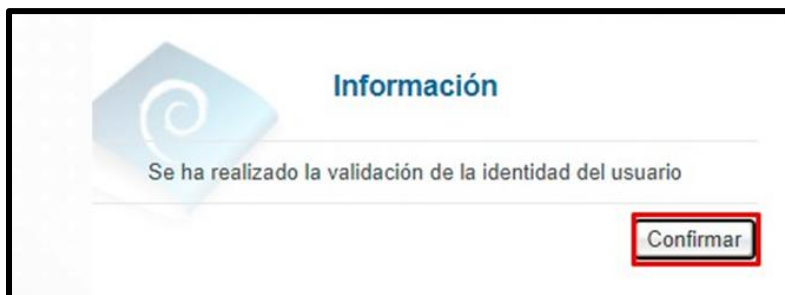 Información
Se ha realizado la validación de la identidad del usuario
Confirmar